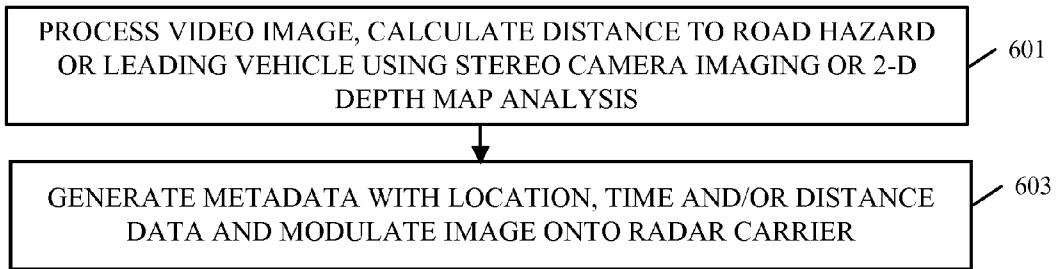 PROCESS VIDEO IMAGE, CALCULATE DISTANCE TO ROAD HAZARD
OR LEADING VEHICLE USING STEREO CAMERA IMAGING OR 2-D
DEPTH MAP ANALYSIS
601
GENERATE METADATA WITH LOCATION, TIME AND/OR DISTANCE
DATA AND MODULATE IMAGE ONTO RADAR CARRIER
603